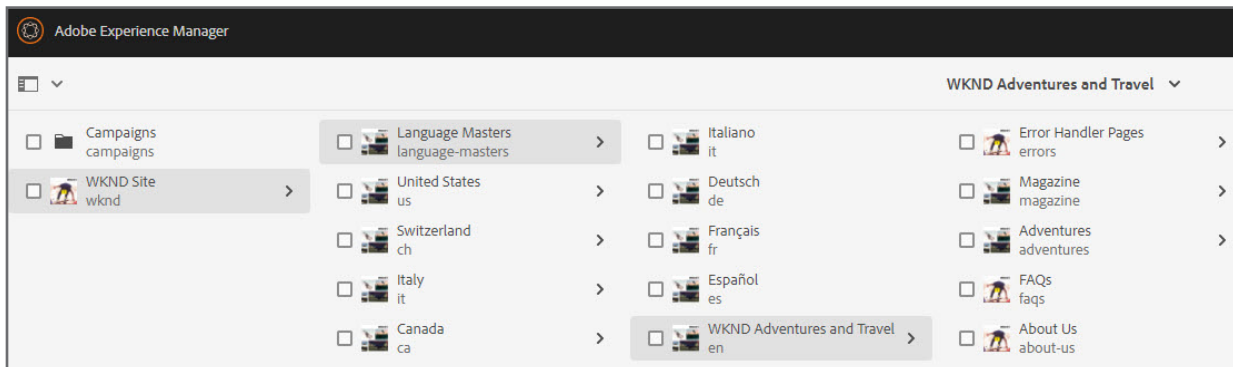 Adobe Experience Manager
WKND Adventures and Travel
Campaigns
campaigns
WKND Site
wknd
Language Masters
language-masters
United States
us
Switzerland
ch
Italy
it
Canada
ca
Italiano
it
Deutsch
de
Français
fr
Español
es
WKND Adventures and Travel
en
Error Handler Pages
errors
Magazine
magazine
Adventures
adventures
FAQs
faqs
About Us
about-us